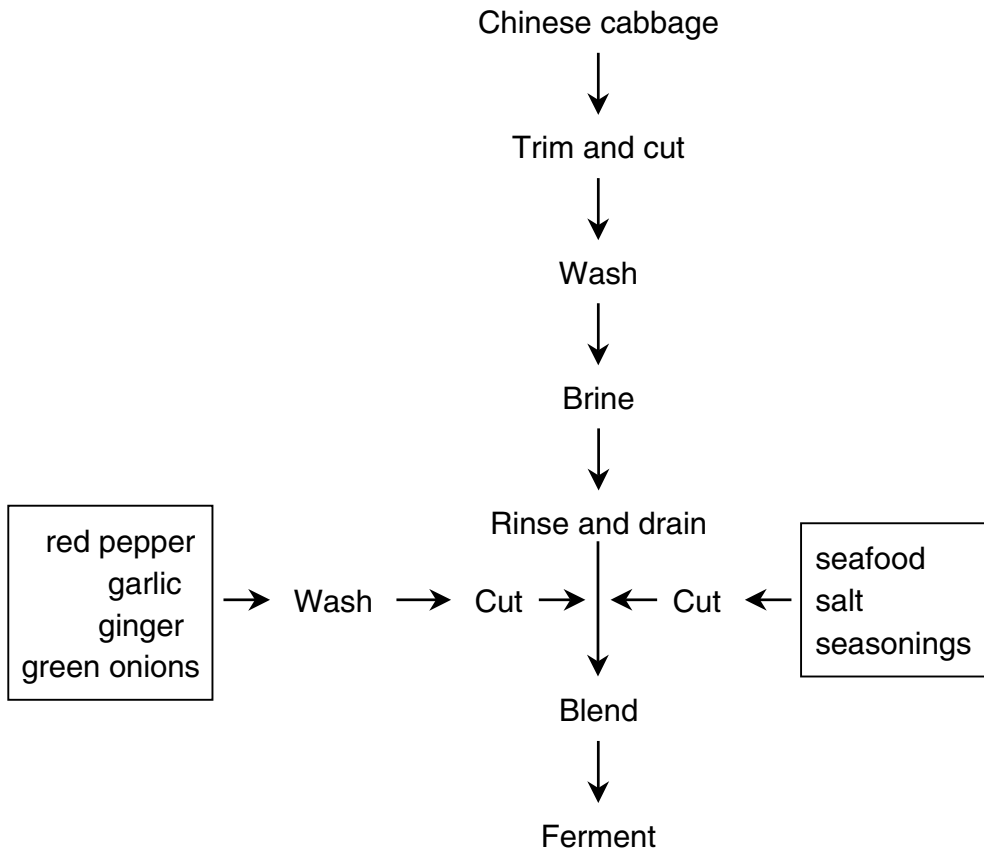 Chinese cabbage
Trim and cut
Wash
Brine
Rinse and drain
red pepper
garlic
ginger
green onions
Wash
Cut
Cut
seafood
salt
seasonings
Blend
Ferment